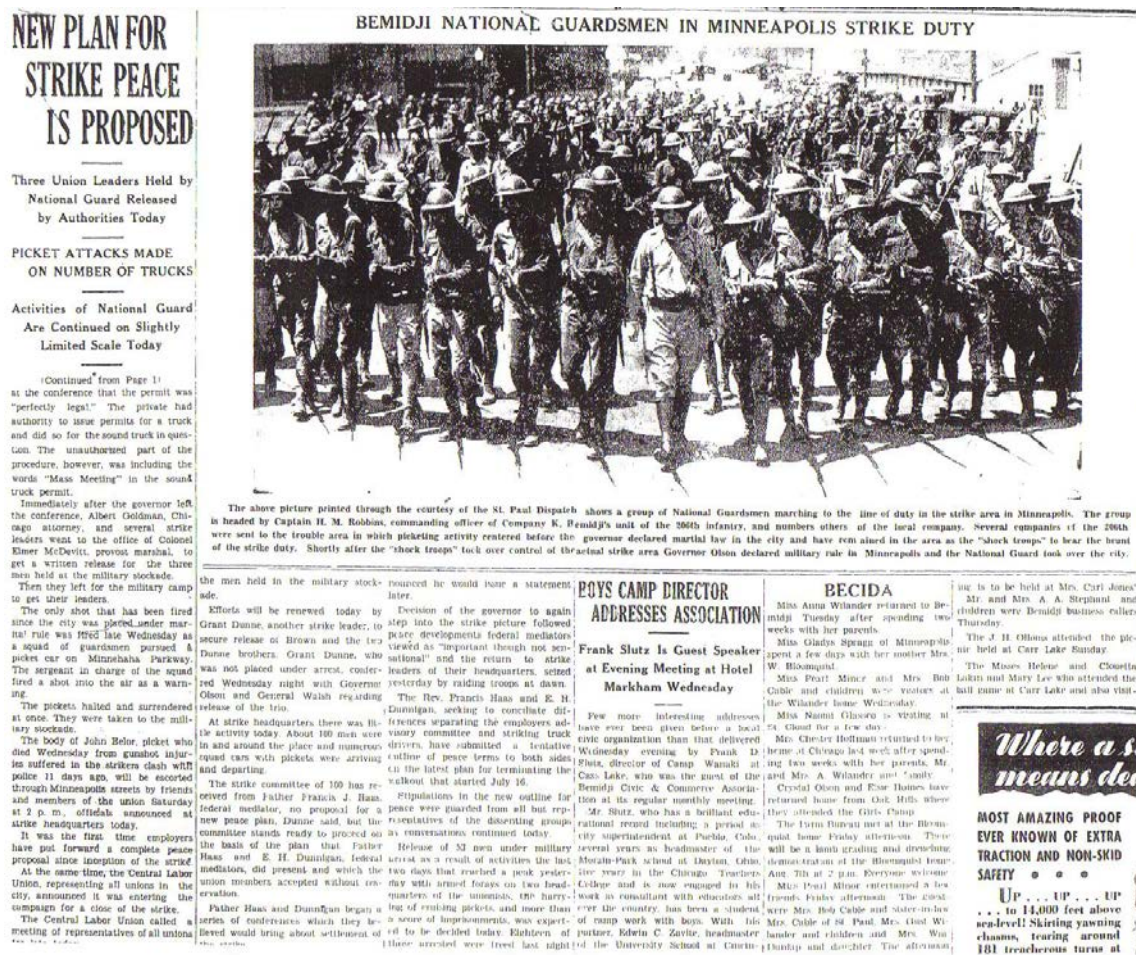 NEW PLAN FOR
STRIKE PEACE
IS PROPOSED
Three Union Leaders Held by
National Guard Released
by Authorities Today
PICKET ATTACKS MADE
ON NUMBER OF TRUCKS
Activities of National Guard
Are Continued on Slightly
Limited Scale Today
(Continued from Page 1)
at the conference that the permit was
"perfectly legal." The private had
authority to issue permits for a truck
and did so for the sound truck in ques-
tion. The unauthorized part of the
procedure, however, was including the
words "Mass Meeting" in the sound
truck permit.
Immediately after the governor left
the conference, Albert Goldman, Chi-
cago attorney, and several strike
leaders went to the office of Colonel
Elmer McDevitt, provost marshal, to
get a written release for the three
men held at the military stockade.
Then they left for the military camp
to get their leaders.
The only shot that has been fired
since the city was placed under mar-
tial rule was fired late Wednesday as
a squad of guardsmen pursued a
picket car on Minnehaha Parkway.
The sergeant in charge of the squad
fired a shot into the air as a warn-
ing.
The pickets halted and surrendered
at once. They were taken to the mili-
tary stockade.
The body of John Belor, picket who
died Wednesday from gunshot injur-
ies suffered in the strikers clash with
police 11 days ago, will be escorted
through Minneapolis streets by friends
and members of the union Saturday
at 2 p. m., officials announced at
strike headquarters today.
It was the first time employers
have put forward a complete peace
proposal since inception of the strike.
At the same time, the Central Labor
Union, representing all unions in the
city, announced it was entering the
campaign for a close of the strike.
The Central Labor Union called a
meeting of representatives of all unions
BEMIDJI NATIONAL GUARDSMEN IN MINNEAPOLIS STRIKE DUTY
The above picture printed through the courtesy of the St. Paul Dispatch shows a group of National Guardsmen marching to the line of duty in the strike area in Minneapolis. The group
is headed by Captain H. M. Robbins, commanding officer of Company K, Bemidji's unit of the 206th infantry, and numbers others of the local company. Several companies of the 206th
were sent to the trouble area in which picketing activity centered before the governor declared martial law in the city and have remained in the area as the "shock troops" to bear the brunt
of the strike duty. Shortly after the "shock troops" took over control of the actual strike area Governor Olson declared military rule in Minneapolis and the National Guard took over the city.
the men held in the military stock-
ade.
Efforts will be renewed today by
Grant Dunne, another strike leader, to
secure release of Brown and the two
Dunne brothers. Grant Dunne, who
was not placed under arrest, confer-
red Wednesday night with Governor
Olson and General Walsh regarding
release of the trio.
At strike headquarters there was lit-
tle activity today. About 100 men were
in and around the place and numerous
squad cars with pickets were arriving
and departing.
The strike committee of 100 has re-
ceived from Father Francis J. Haas,
federal mediator, no proposal for a
new peace plan, Dunne said, but the
committee stands ready to proceed on
the basis of the plan that Father
Haas and E. H. Dunnigan, federal
mediators, did present and which the
union members accepted without res-
ervation.
Father Haas and Dunnigan began a
series of conferences which they be-
lieved would bring about settlement of
nounced he would issue a statement
later.
Decision of the governor to again
step into the strike picture followed
peace developments federal mediators
viewed as "important though not sen-
sational" and the return to strike
leaders of their headquarters, seized
yesterday by raiding troops at dawn.
The Rev. Francis Haas and E. H.
Dunnigan, seeking to conciliate dif-
ferences separating the employers ad-
visory committee and striking truck
drivers, have submitted a tentative
outline of peace terms to both sides
on the latest plan for terminating the
walkout that started July 16.
Stipulations in the new outline for
peace were guarded from all but rep-
resentatives of the dissenting groups
as conversations continued today.
Release of 52 men under military
arrest as a result of activities the last
two days that reached a peak yester-
day with armed forays on two head-
quarters of the unionists, the harry-
ing of cruising pickets, and more than
a score of imprisonments, was expect-
ed to be decided today. Eighteen of
those arrested were freed last night
BOYS CAMP DIRECTOR
ADDRESSES ASSOCIATION
Frank Slutz Is Guest Speaker
at Evening Meeting at Hotel
Markham Wednesday
Few more interesting addresses
have ever been given before a local
civic organization than that delivered
Wednesday evening by Frank D.
Slutz, director of Camp Wanaki at
Cass Lake, who was the guest of the
Bemidji Civic & Commerce Associa-
tion at its regular monthly meeting.
Mr. Slutz, who has a brilliant edu-
cational record including a period as
city superintendent at Pueblo, Colo.,
several years as headmaster of the
Morain-Park school at Dayton, Ohio,
five years in the Chicago Teachers
College and is now engaged in his
work as consultant with educators all
over the country, has been a student
of camp work with boys. With his
partner, Edwin C. Zavitz, headmaster
of the University School at Cincin-
BECIDA
Miss Anna Wilander returned to Be-
midji Tuesday after spending two
weeks with her parents.
Miss Gladys Spragg of Minneapolis
spent a few days with her mother Mrs.
W. Bloomquist.
Miss Pearl Minor and Mrs Bob
Cable and children were visitors at
the Wilander home Wednesday.
Miss Naomi is visiting at
St. Cloud for a few days.
Mrs. Chester Hoffman returned to her
home at Chicago last week after spend-
ing two weeks with her parents, Mr.
and Mrs. A. Wilander and family.
Crystal Olson and Elsie Hoines have
returned home from Oak Hills where
they attended the Girls Camp
The Farm Bureau met at the Bloom-
quist home Friday afternoon. There
will be a lamb grading and drenching
demonstration at the Bloomquist home
Aug. 7th at 2 p.m. Everyone welcome
Miss Pearl Minor entertained a few
friends Friday afternoon. The guests
were Mrs. Bob Cable and sister-in-law
Mrs. Cable of St. Paul, Mrs. Gust Wi-
lander and children and Mrs. Wm
Dunlap and daughter The afternoon
ing is to be held at Mrs. Carl Jones'
Mr. and Mrs. A. A. Stephani and
children were Bemidji business callers
Thursday.
The J. H. attended the pic-
nic held at Carr Lake Sunday.
The Misses Helene and
Lakin and Mary Lee who attended the
ball game at Carr Lake and also visit-
Where a s
means dea
MOST AMAZING PROOF
EVER KNOWN OF EXTRA
TRACTION AND NON-SKID
SAFETY • • •
UP . . . UP . . . UP
. . . to 14,000 feet above
sea-level! Skirting yawning
chasms, tearing around
181 treacherous turns at